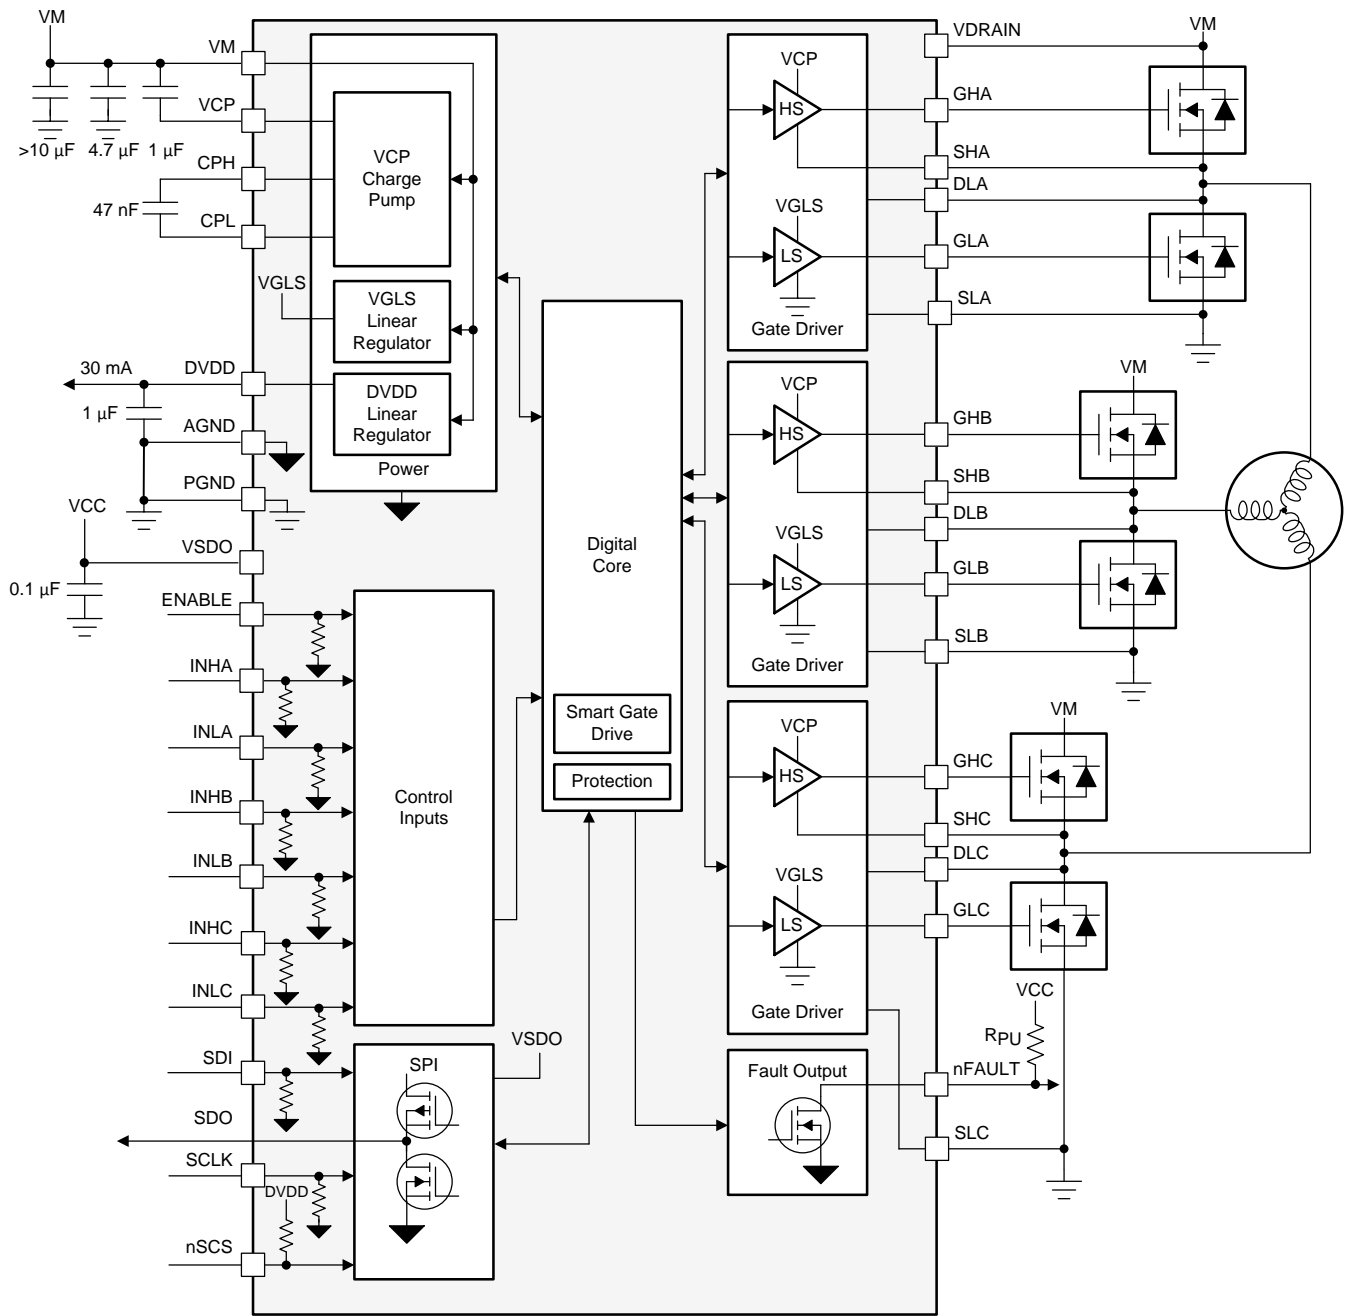 VM
VM
VCP
>10 µF
4.7 µF
1 µF
CPH
47 nF
CPL
VCP
Charge
Pump
VGLS
VGLS
Linear
Regulator
30 mA
DVDD
1 µF
DVDD
Linear
Regulator
AGND
Power
PGND
VCC
VSDO
0.1 µF
ENABLE
INHA
INLA
INHB
INLB
INHC
INLC
Control
Inputs
SDI
SDO
SCLK
DVDD
nSCS
SPI
VSDO
Digital
Core
Smart Gate
Drive
Protection
VCP
HS
VGLS
LS
Gate Driver
VDRAIN
VM
GHA
SHA
DLA
GLA
SLA
VCP
HS
VGLS
LS
Gate Driver
VM
GHB
SHB
DLB
GLB
SLB
VCP
HS
VGLS
LS
Gate Driver
VM
GHC
SHC
DLC
GLC
VCC
RPU
Fault Output
nFAULT
SLC